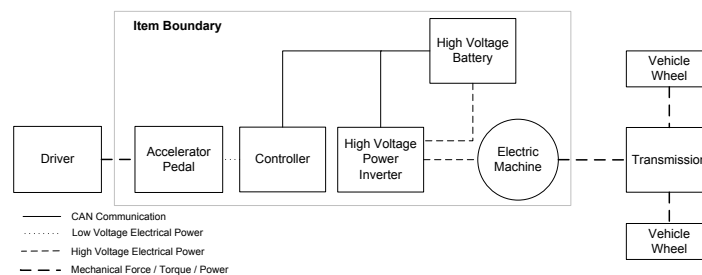 Item Boundary
High Voltage
Battery
Vehicle
Wheel
Driver
Accelerator
Pedal
Controller
High Voltage
Power
Inverter
Electric
Machine
Transmission
Vehicle
Wheel
CAN Communication
Low Voltage Electrical Power
High Voltage Electrical Power
Mechanical Force / Torque / Power